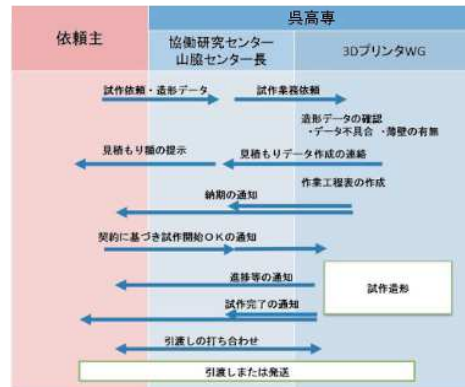 呉高専
依頼主
協働研究センター
山脇センター長
3DプリンタWG
試作依頼・造形データ
試作業務依頼
造形データの確認
・データ不具合 ・薄壁の有無
見積もり額の提示
見積もりデータ作成の連絡
作業工程表の作成
納期の通知
契約に基づき試作開始OKの通知
進捗等の通知
試作造形
試作完了の通知
引渡しの打ち合わせ
引渡しまたは発送